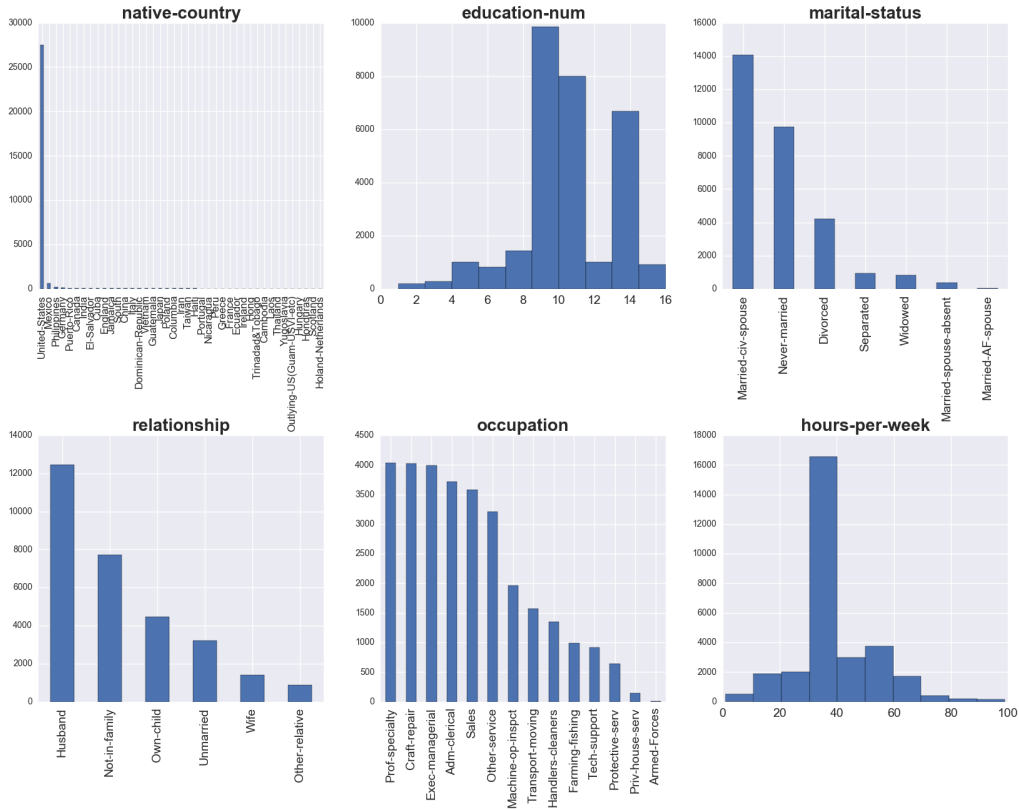 native-country
30000
25000
20000
15000
10000
5000
0
United-States
Mexico
Philippines
Germany
Puerto-Rico
Canada
India
El-Salvador
Cuba
England
Jamaica
South
China
Italy
Dominican-Republic
Vietnam
Guatemala
Japan
Poland
Columbia
Iran
Taiwan
Haiti
Portugal
Nicaragua
Peru
Greece
France
Ecuador
Ireland
Hong
Trinadad&Tobago
Cambodia
Laos
Thailand
Yugoslavia
Outlying-US(Guam-USVI-etc)
Hungary
Honduras
Scotland
Holand-Netherlands
education-num
10000
8000
6000
4000
2000
0
0 2 4 6 8 10 12 14 16
marital-status
16000
14000
12000
10000
8000
6000
4000
2000
0
Married-civ-spouse
Never-married
Divorced
Separated
Widowed
Married-spouse-absent
Married-AF-spouse
relationship
14000
12000
10000
8000
6000
4000
2000
0
Husband
Not-in-family
Own-child
Unmarried
Wife
Other-relative
occupation
4500
4000
3500
3000
2500
2000
1500
1000
500
0
Prof-specialty
Craft-repair
Exec-managerial
Adm-clerical
Sales
Other-service
Machine-op-inspct
Transport-moving
Handlers-cleaners
Farming-fishing
Tech-support
Protective-serv
Priv-house-serv
Armed-Forces
hours-per-week
18000
16000
14000
12000
10000
8000
6000
4000
2000
0
0 20 40 60 80 100